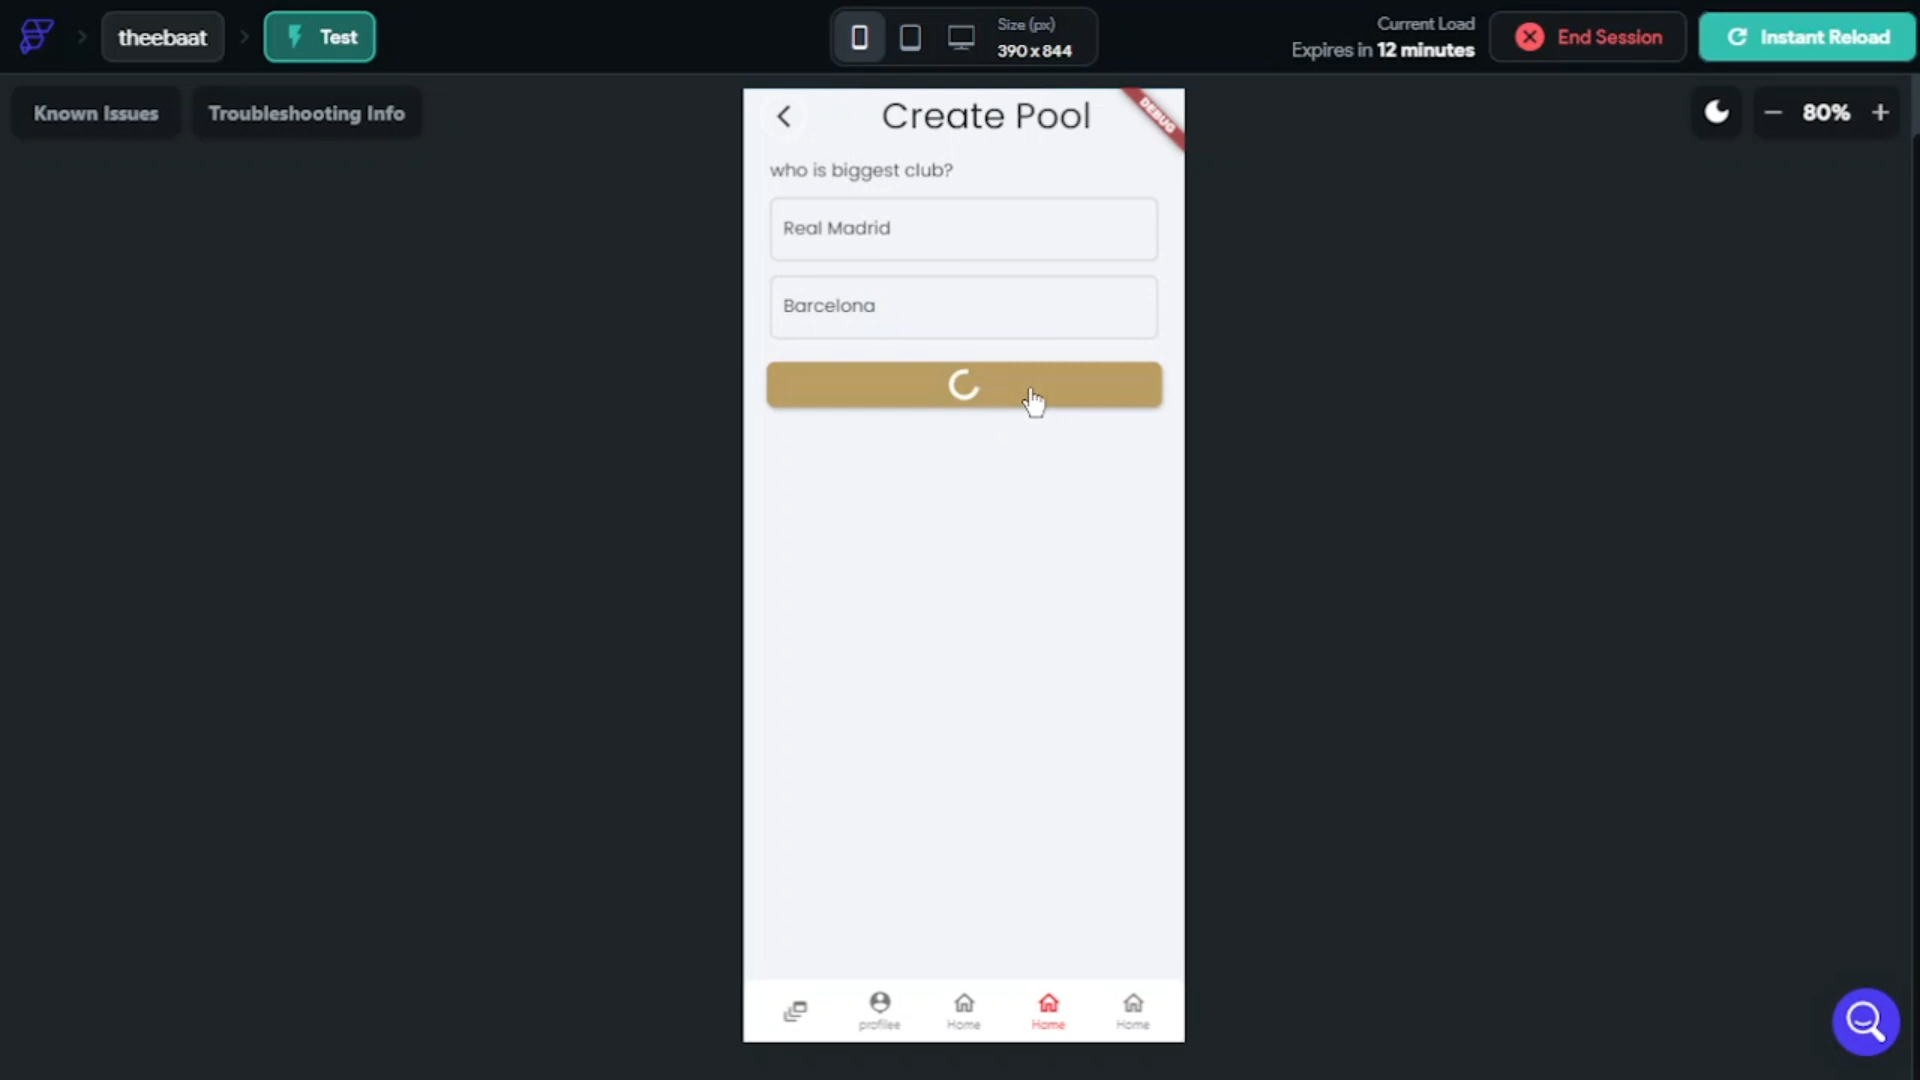 theebaat
Test
Size (px)
390 x 844
Current Load
Expires in 12 minutes
End Session
Instant Reload
Known Issues
Troubleshooting Info
80%
Create Pool
DEBUG
who is biggest club?
Real Madrid
Barcelona
profilee
Home
Home
Home